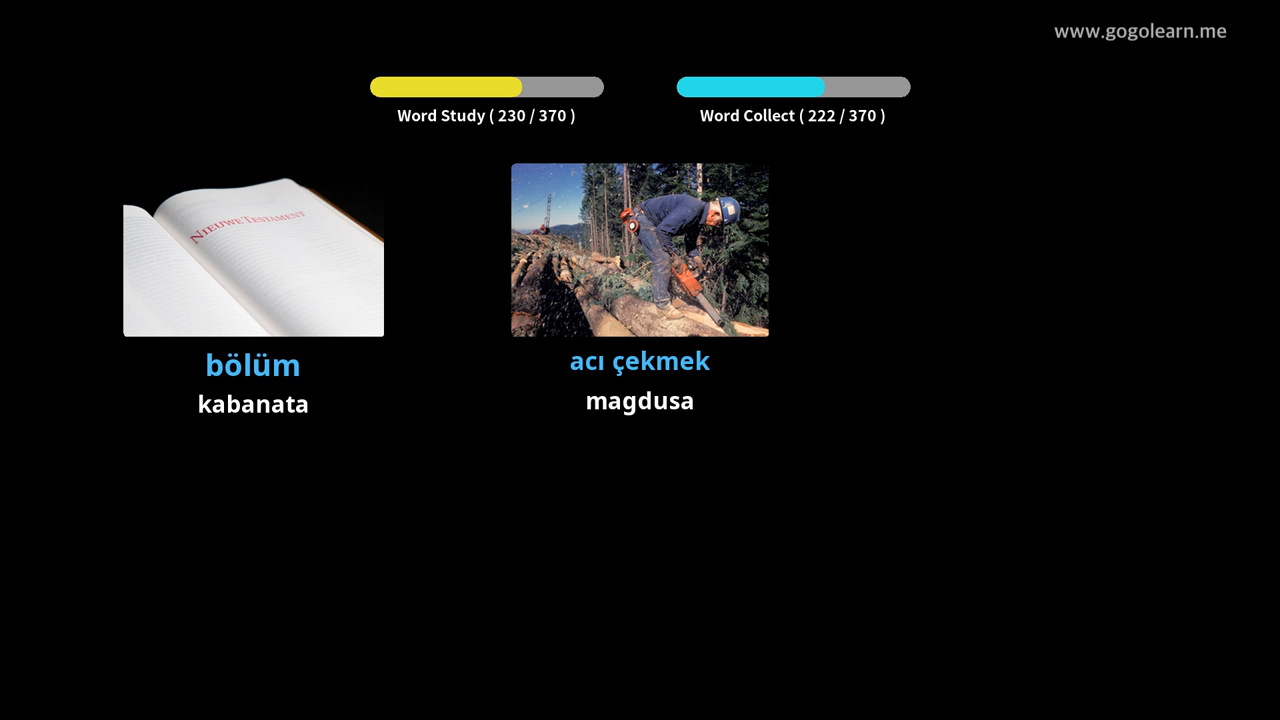 www.gogolearn.me
Word Study ( 230 / 370 )
Word Collect ( 222 / 370 )
NIEUWE TESTAMENT
bölüm
kabanata
acı çekmek
magdusa